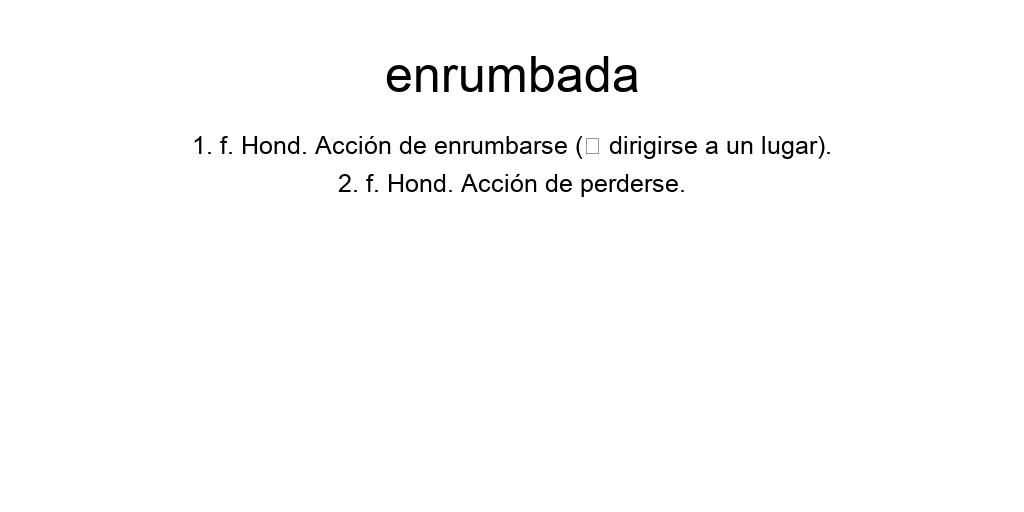 enrumbada
1. f. Hond. Acción de enrumbarse (□ dirigirse a un lugar).
2. f. Hond. Acción de perderse.